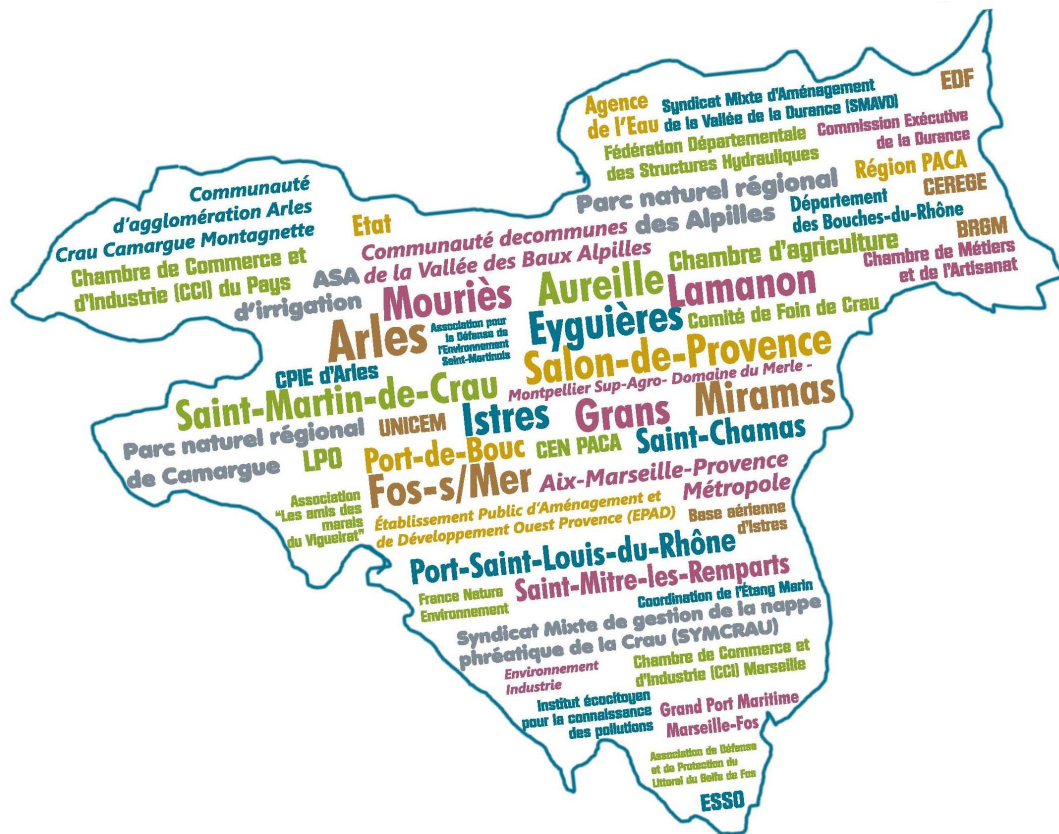 Agence
de l'Eau
Syndicat Mixte d'Aménagement
de la Vallée de la Durance (SMAVD)
EDF
Fédération Départementale
des Structures Hydrauliques
Commission Exécutive
de la Durance
Communauté
d'agglomération Arles
Crau Camargue Montagnette
Etat
Parc naturel régional
des Alpilles
Région PACA
CEREGE
Département
des Bouches-du-Rhône
BRGM
Chambre de Commerce et
d'Industrie (CCI) du Pays
Communauté decommunes
de la Vallée des Baux Alpilles
ASA
d'irrigation
Chambre d'agriculture
Chambre de Métiers
et de l'Artisanat
Mouriès
Aureille
Lamanon
Arles
Association pour
la Défense de
l'Environnement
Saint-Martinois
Eyguières
Comité de Foin de Crau
CPIE d'Arles
Salon-de-Provence
Saint-Martin-de-Crau
Montpellier Sup-Agro- Domaine du Merle -
Parc naturel régional
de Camargue
UNICEM
Istres
Grans
Miramas
LPO
Port-de-Bouc
CEN PACA
Saint-Chamas
Fos-s/Mer
Aix-Marseille-Provence
Métropole
Association
"Les amis des
marais
du Vigueirat"
Établissement Public d'Aménagement et
de Développement Ouest Provence (EPAD)
Base aérienne
d'Istres
Port-Saint-Louis-du-Rhône
France Natura
Environnement
Saint-Mitre-les-Remparts
Coordination de l'Étang Marin
Syndicat Mixte de gestion de la nappe
phréatique de la Crau (SYMCRAU)
Environnement
Industrie
Chambre de Commerce et
d'Industrie (CCI) Marseille
Institut écocitoyen
pour la connaissance
des pollutions
Grand Port Maritime
Marseille-Fos
Association de Défense
et de Protection du
Littoral du Golfe de Fos
ESSO